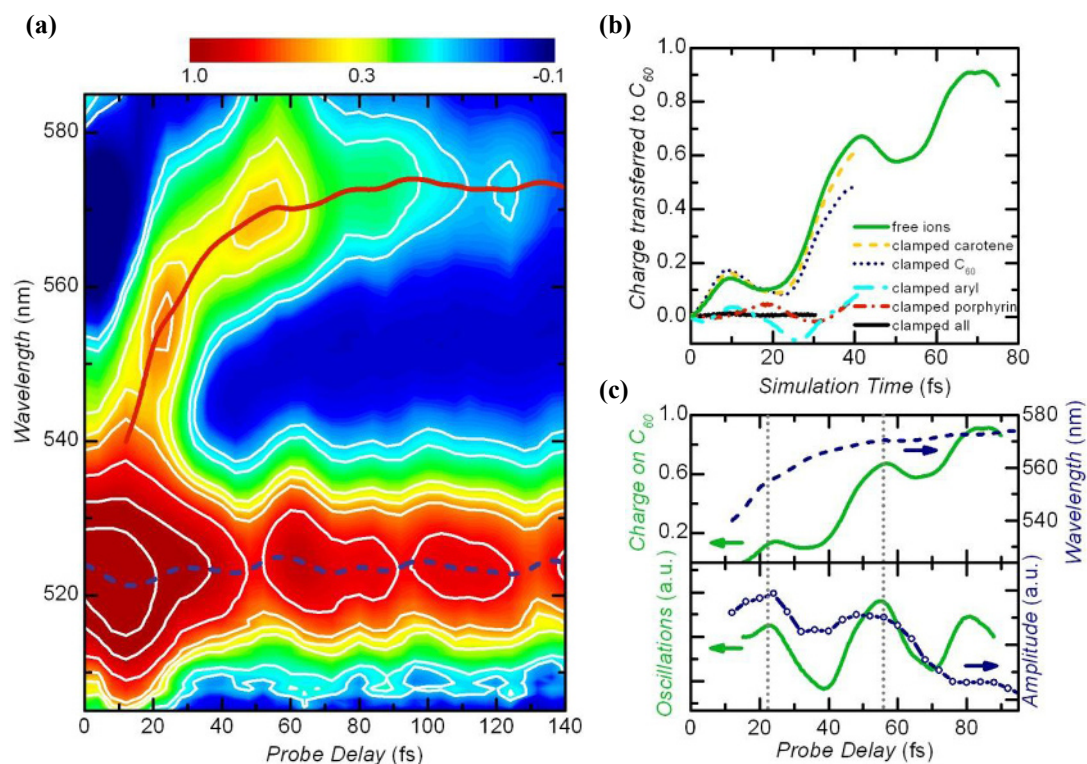 (a)
1.0 0.3 -0.1
580
560
540
520
Wavelength (nm)
0 20 40 60 80 100 120 140
Probe Delay (fs)
(b)
1.0
0.8
0.6
0.4
0.2
0.0
Charge transferred to C60
free ions
clamped carotene
clamped C60
clamped aryl
clamped porphyrin
clamped all
0 20 40 60 80
Simulation Time (fs)
(c)
1.0
0.6
0.2
Charge on C60
580
560
540
Wavelength (nm)
Oscillations (a.u.)
Amplitude (a.u.)
0 20 40 60 80
Probe Delay (fs)